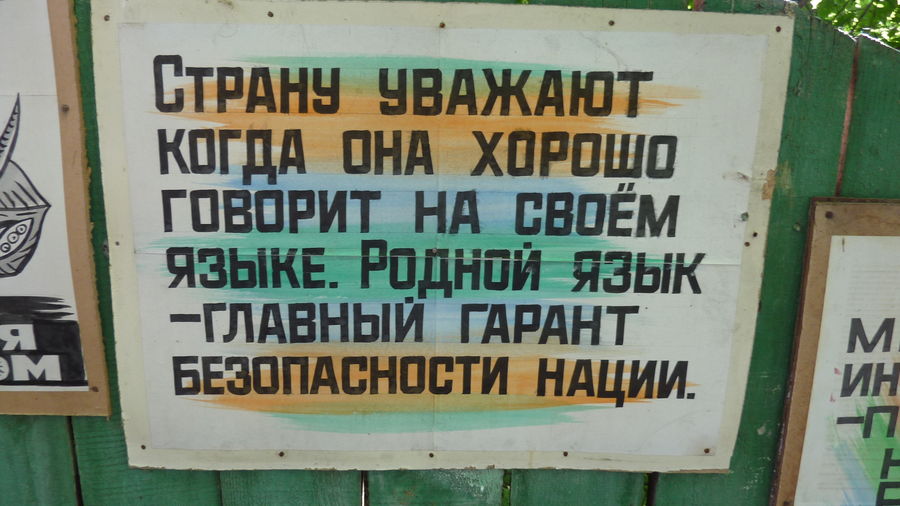 Страну уважают
когда она хорошо
говорит на своём
языке. Родной язык
–главный гарант
безопасности нации.